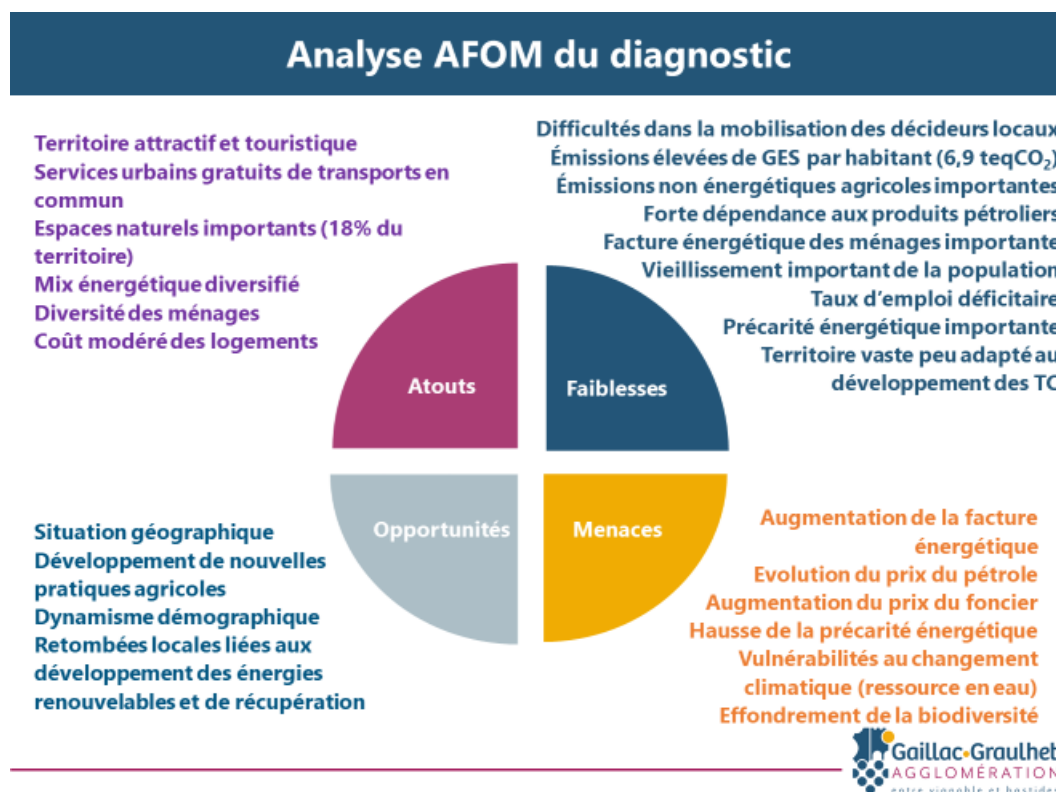 Analyse AFOM du diagnostic
Territoire attractif et touristique
Services urbains gratuits de transports en
commun
Espaces naturels importants (18% du
territoire)
Mix énergétique diversifié
Diversité des ménages
Coût modéré des logements
Difficultés dans la mobilisation des décideurs locaux
Émissions élevées de GES par habitant (6,9 teqCO₂)
Émissions non énergétiques agricoles importantes
Forte dépendance aux produits pétroliers
Facture énergétique des ménages importante
Vieillissement important de la population
Taux d’emploi déficitaire
Précarité énergétique importante
Territoire vaste peu adapté au
développement des TC
Atouts
Faiblesses
Opportunités
Menaces
Situation géographique
Développement de nouvelles
pratiques agricoles
Dynamisme démographique
Retombées locales liées aux
développement des énergies
renouvelables et de récupération
Augmentation de la facture
énergétique
Evolution du prix du pétrole
Augmentation du prix du foncier
Hausse de la précarité énergétique
Vulnérabilités au changement
climatique (ressource en eau)
Effondrement de la biodiversité
Gaillac•Graulhet
AGGLOMÉRATION
entre vignoble et bastides